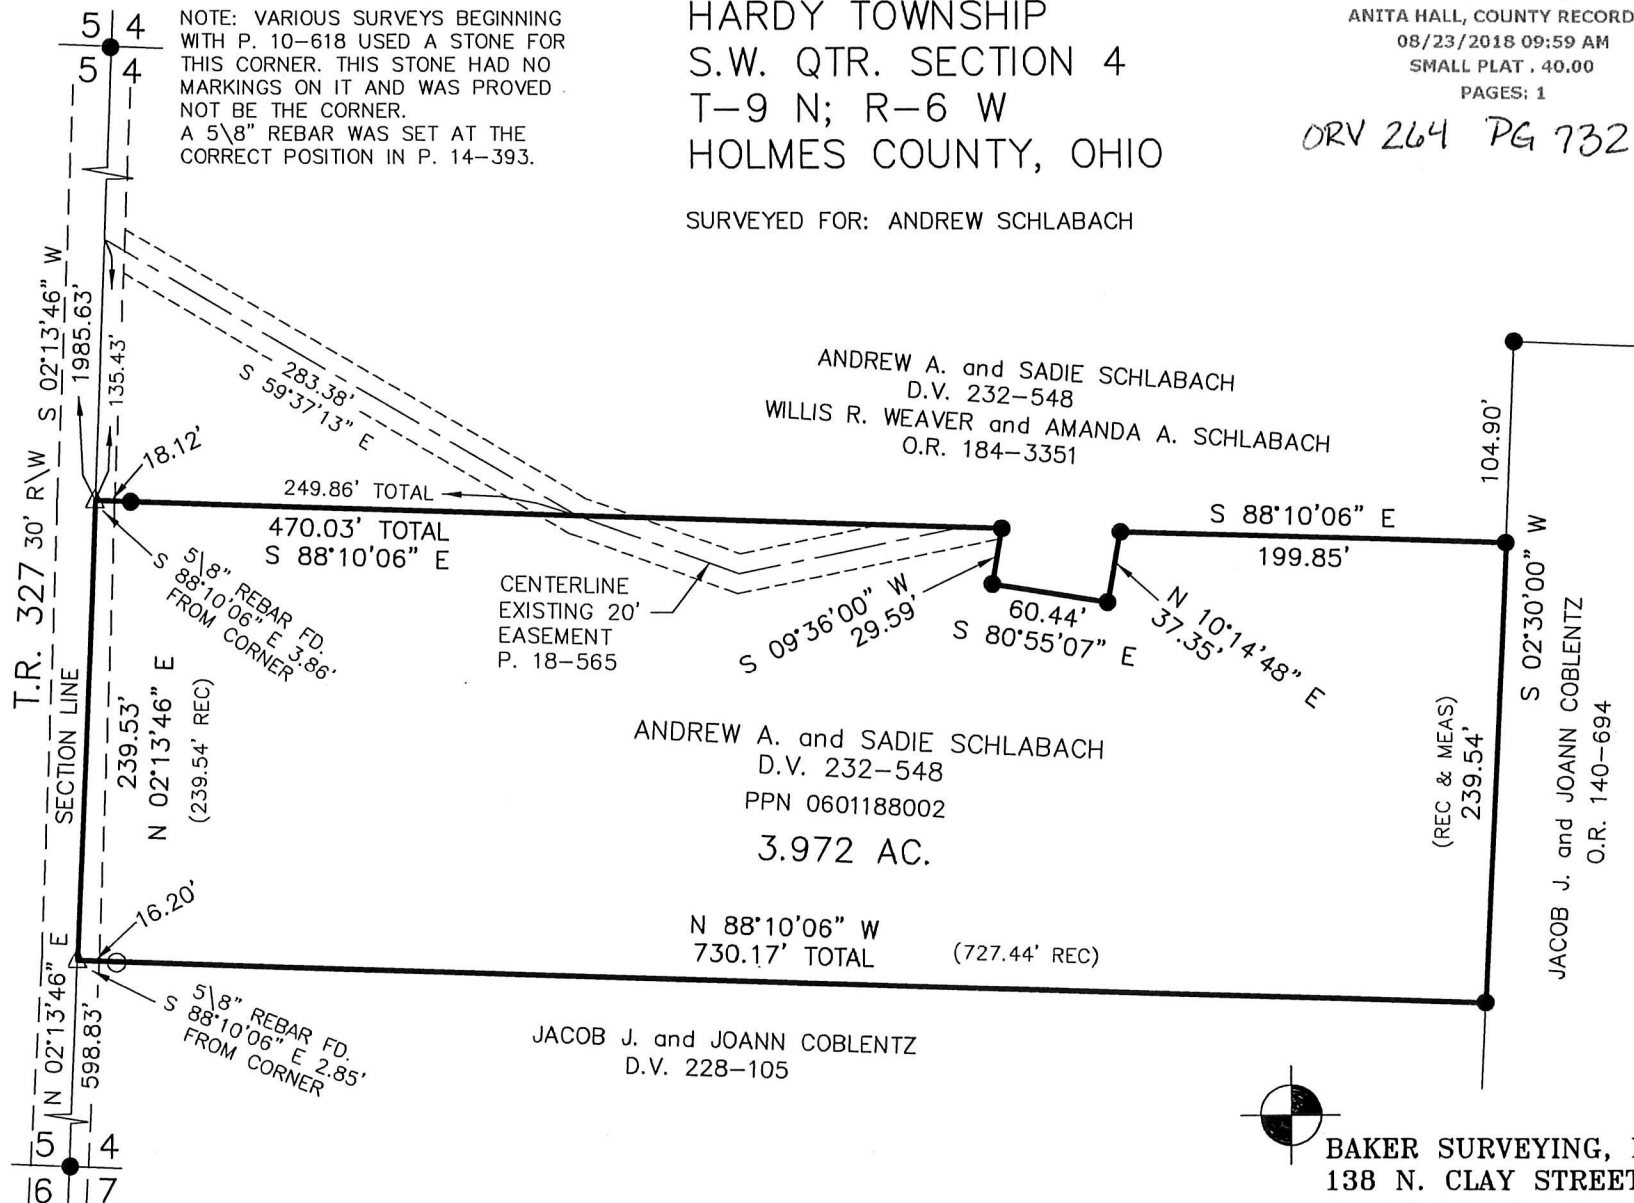 5 4
5 4
NOTE: VARIOUS SURVEYS BEGINNING
WITH P. 10-618 USED A STONE FOR
THIS CORNER. THIS STONE HAD NO
MARKINGS ON IT AND WAS PROVED
NOT BE THE CORNER.
A 5\8" REBAR WAS SET AT THE
CORRECT POSITION IN P. 14-393.
HARDY TOWNSHIP
S.W. QTR. SECTION 4
T-9 N; R-6 W
HOLMES COUNTY, OHIO
SURVEYED FOR: ANDREW SCHLABACH
ANITA HALL, COUNTY RECORD
08/23/2018 09:59 AM
SMALL PLAT . 40.00
PAGES: 1
ORV 264 PG 732
S 02°13'46" W
1985.63'
135.43'
283.38'
S 59°37'13" E
18.12'
249.86' TOTAL
470.03' TOTAL
S 88°10'06" E
ANDREW A. and SADIE SCHLABACH
D.V. 232-548
WILLIS R. WEAVER and AMANDA A. SCHLABACH
O.R. 184-3351
104.90'
S 88°10'06" E
199.85'
T.R. 327 30' R\W
5\8" REBAR FD.
S 88°10'06" E 3.86'
FROM CORNER
CENTERLINE
EXISTING 20'
EASEMENT
P. 18-565
S 09°36'00" W
29.59'
60.44'
S 80°55'07" E
N 10°14'48" E
37.35'
S 02°30'00" W
SECTION LINE
239.53'
N 02°13'46" E
(239.54' REC)
ANDREW A. and SADIE SCHLABACH
D.V. 232-548
PPN 0601188002
3.972 AC.
(REC & MEAS)
239.54'
JACOB J. and JOANN COBLENTZ
O.R. 140-694
16.20'
N 88°10'06" W
730.17' TOTAL (727.44' REC)
N 02°13'46" E
598.83'
5\8" REBAR FD.
S 88°10'06" E 2.85'
FROM CORNER
JACOB J. and JOANN COBLENTZ
D.V. 228-105
5 4
6 7
BAKER SURVEYING,
138 N. CLAY STREET